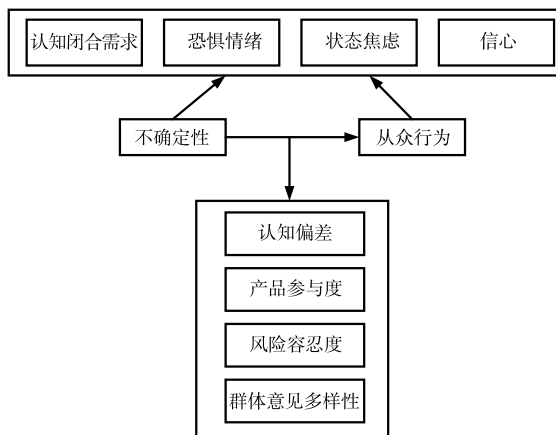 认知闭合需求
恐惧情绪
状态焦虑
信心
不确定性
从众行为
认知偏差
产品参与度
风险容忍度
群体意见多样性